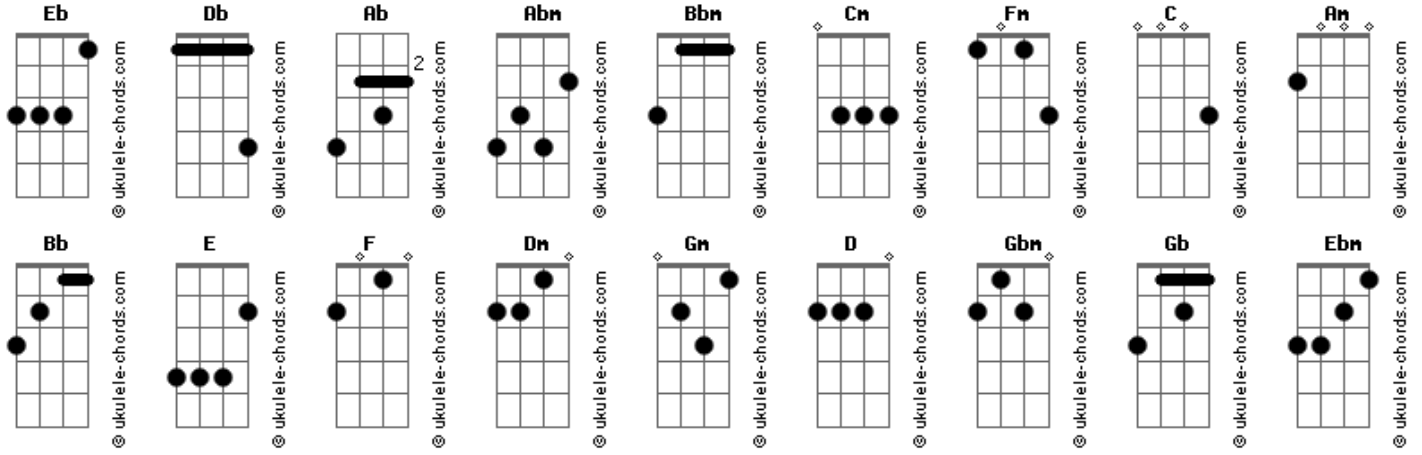 Eb Db Ab Abm Bbm Cm Fm C Am
2
© ukulele-chords.com © ukulele-chords.com © ukulele-chords.com © ukulele-chords.com © ukulele-chords.com © ukulele-chords.com © ukulele-chords.com © ukulele-chords.com © ukulele-chords.com
Bb E F Dm Gm D Gbm Gb Ebm
© ukulele-chords.com © ukulele-chords.com © ukulele-chords.com © ukulele-chords.com © ukulele-chords.com © ukulele-chords.com © ukulele-chords.com © ukulele-chords.com © ukulele-chords.com